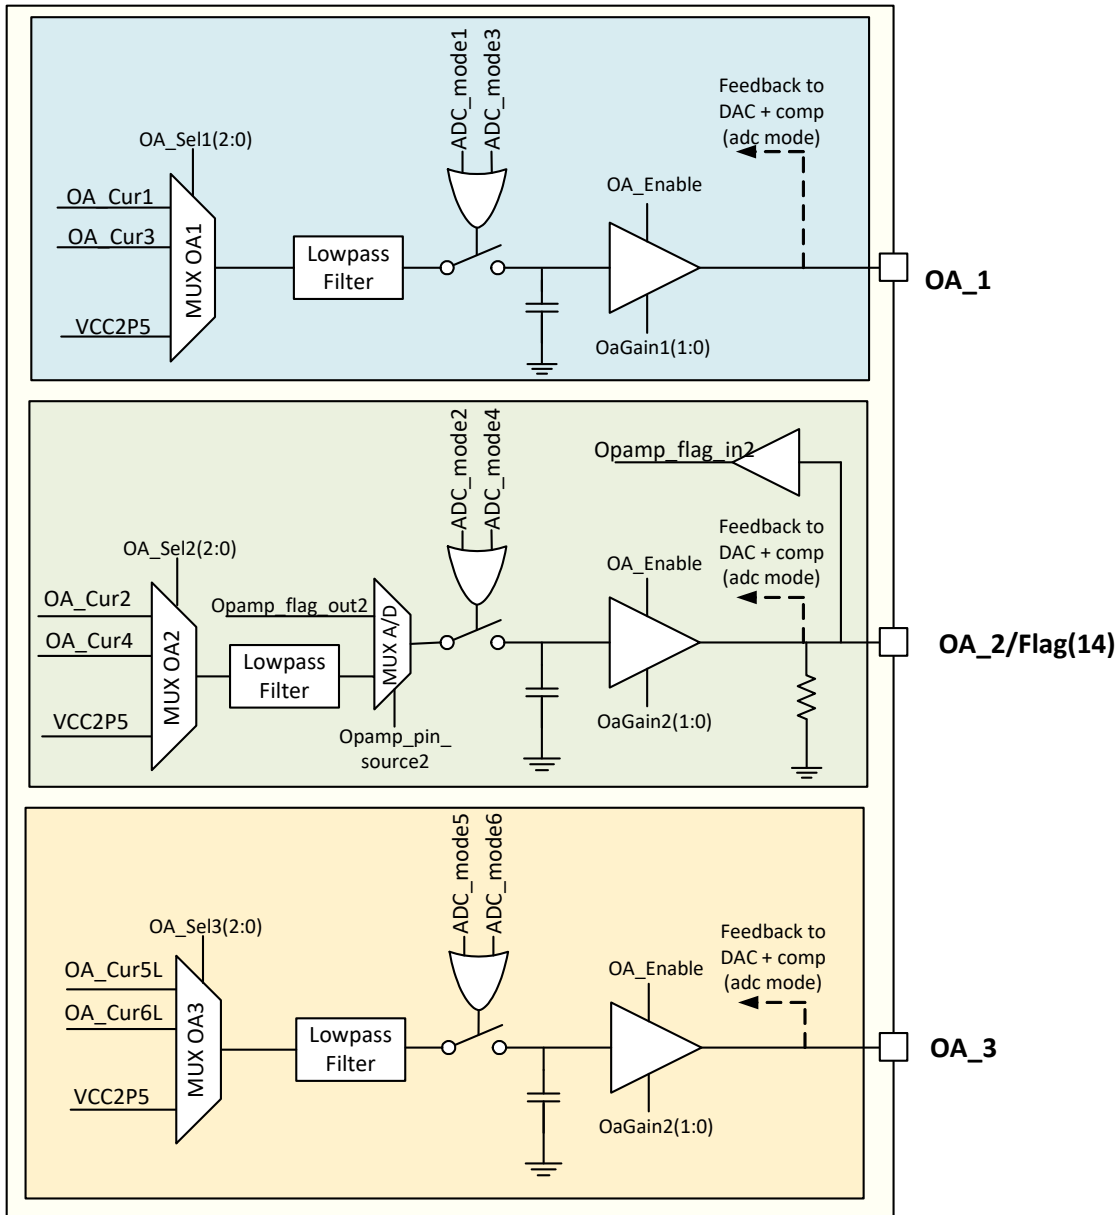 ADC_mode1
ADC_mode3
Feedback to
DAC + comp
(adc mode)
OA_Sel1(2:0)
OA_Enable
OA_Cur1
OA_Cur3
MUX OA1
Lowpass
Filter
VCC2P5
OaGain1(1:0)
OA_1
ADC_mode2
ADC_mode4
Opamp_flag_in2
Feedback to
DAC + comp
(adc mode)
OA_Sel2(2:0)
OA_Enable
OA_Cur2
Opamp_flag_out2
OA_Cur4
MUX OA2
MUX A/D
Lowpass
Filter
OA_2/Flag(14)
VCC2P5
OaGain2(1:0)
Opamp_pin_
source2
ADC_mode5
ADC_mode6
Feedback to
DAC + comp
(adc mode)
OA_Sel3(2:0)
OA_Enable
OA_Cur5L
OA_Cur6L
MUX OA3
Lowpass
Filter
OA_3
VCC2P5
OaGain2(1:0)